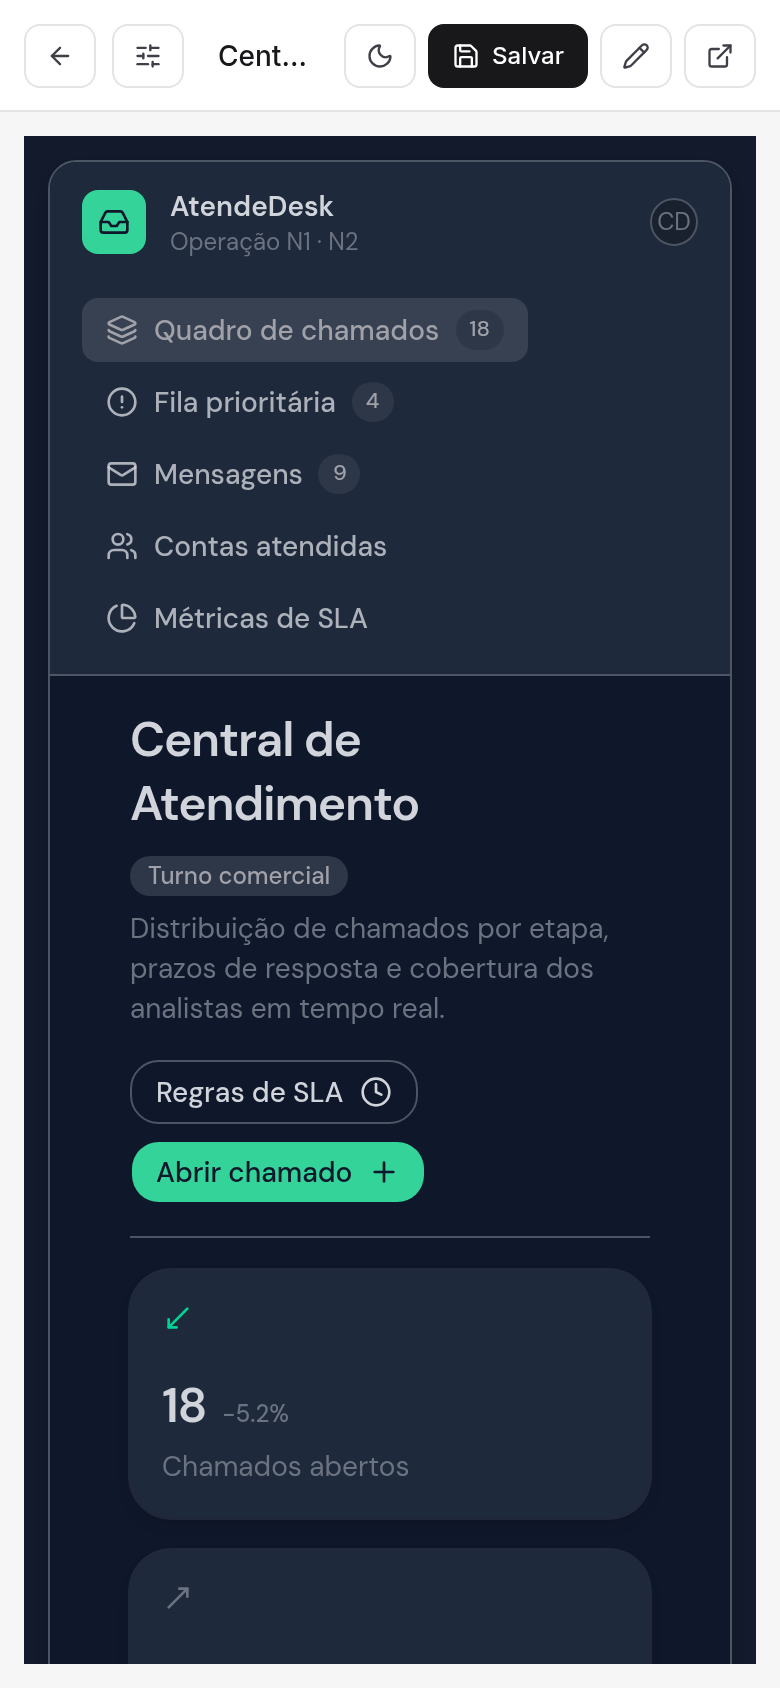 Cent...
Salvar
AtendeDesk
Operação N1 · N2
CD
Quadro de chamados 18
Fila prioritária 4
Mensagens 9
Contas atendidas
Métricas de SLA
Central de
Atendimento
Turno comercial
Distribuição de chamados por etapa,
prazos de resposta e cobertura dos
analistas em tempo real.
Regras de SLA
Abrir chamado
18 -5.2%
Chamados abertos